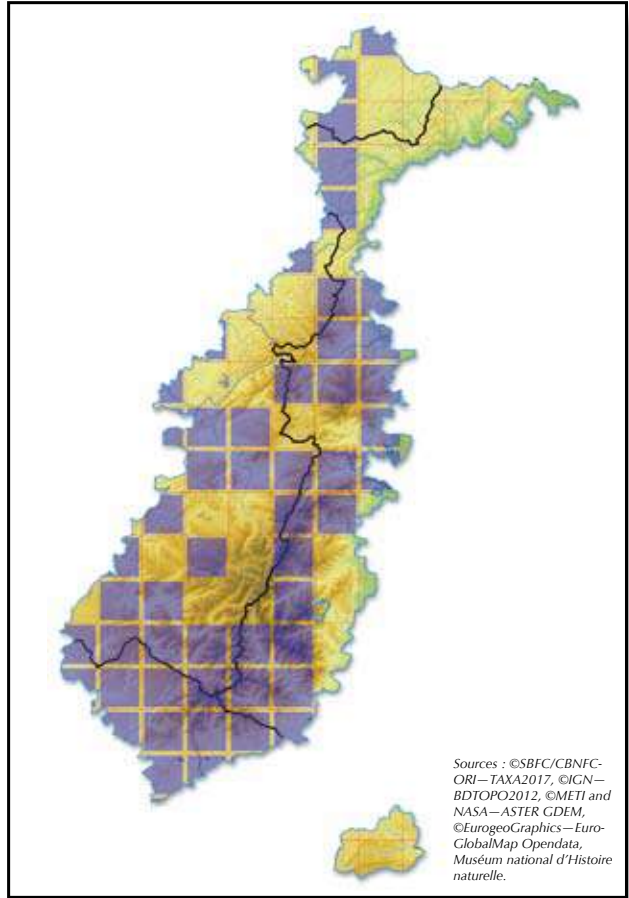 Sources : ©SBFC/CBNFC-
ORI—TAXA2017, ©IGN—
BDTOPO2012, ©METI and
NASA—ASTER GDEM,
©EurogeoGraphics—Euro-
GlobalMap Opendata,
Muséum national d’Histoire
naturelle.